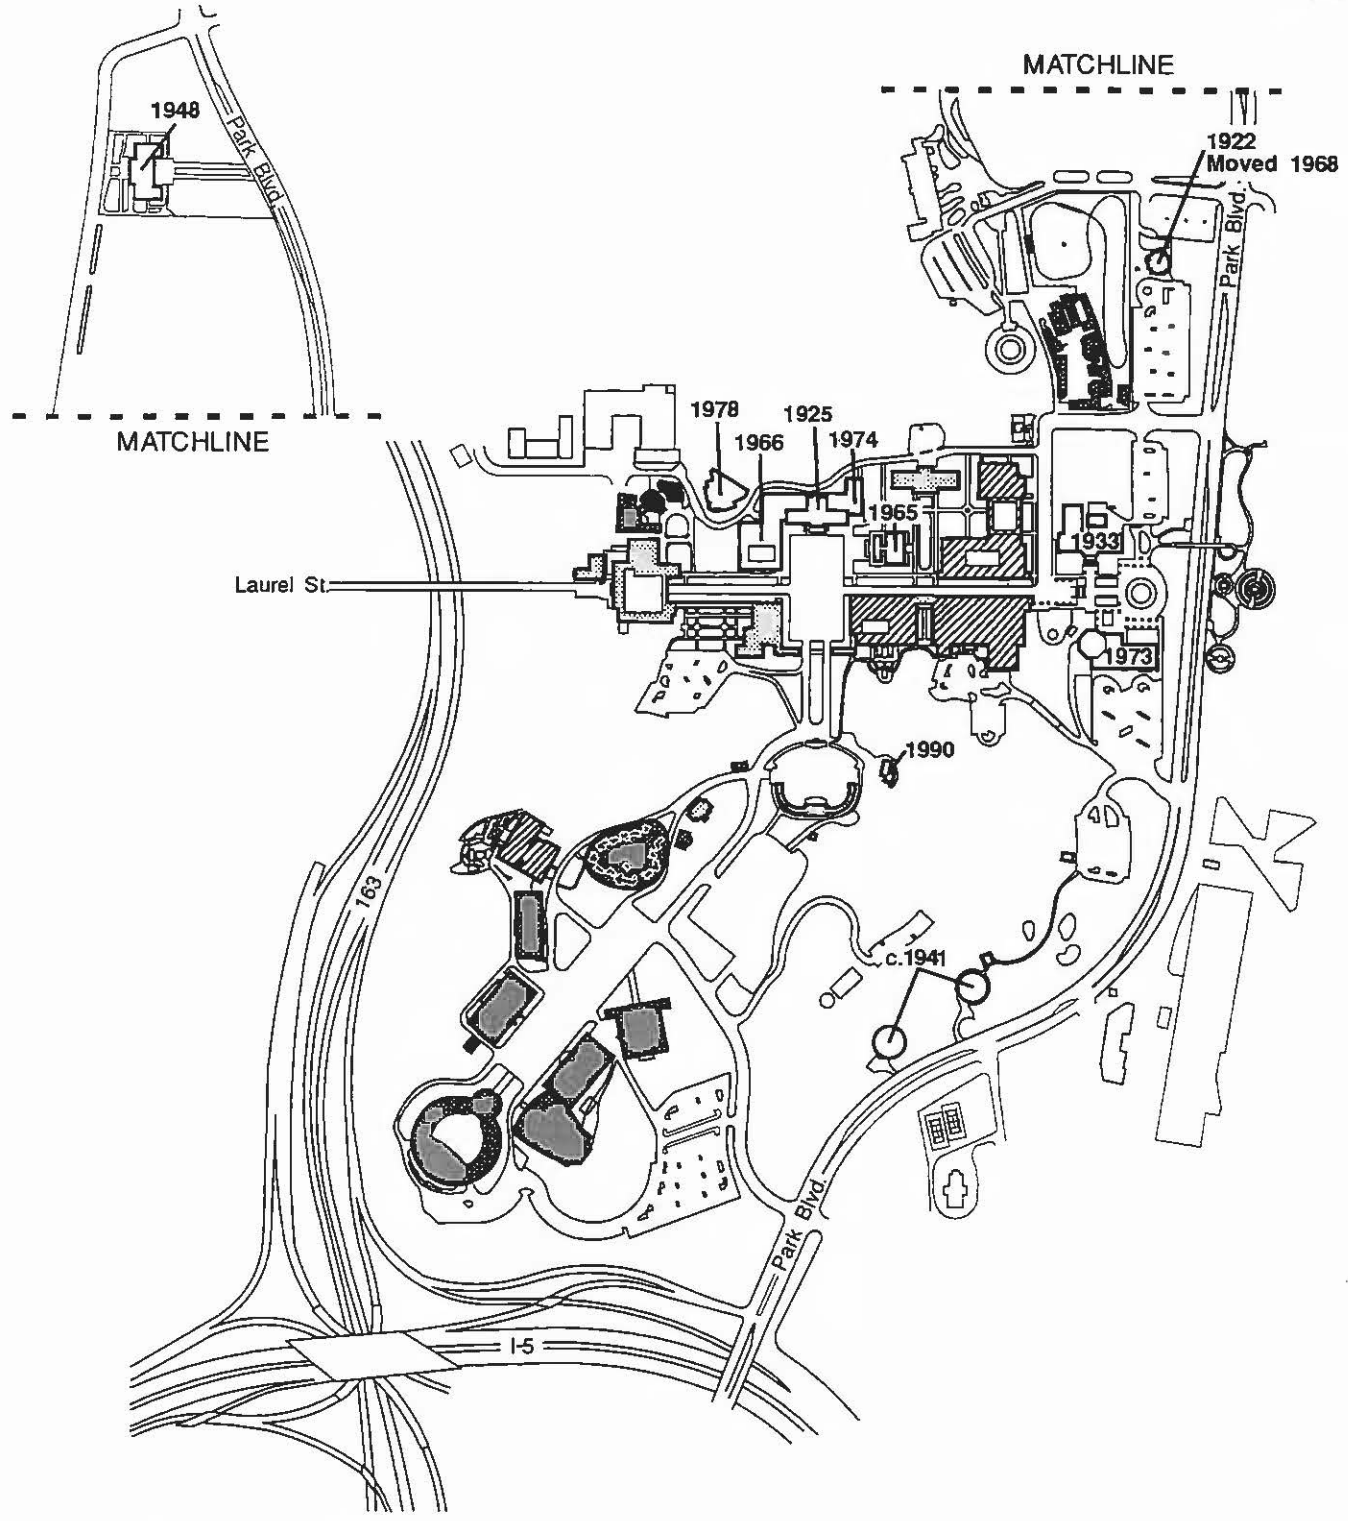 MATCHLINE
1948
Park Blvd.
MATCHLINE
1922
Moved 1968
Park Blvd.
1978
1925
1966
1974
1965
1933
Laurel St.
1973
1990
163
c.1941
Park Blvd.
I-5